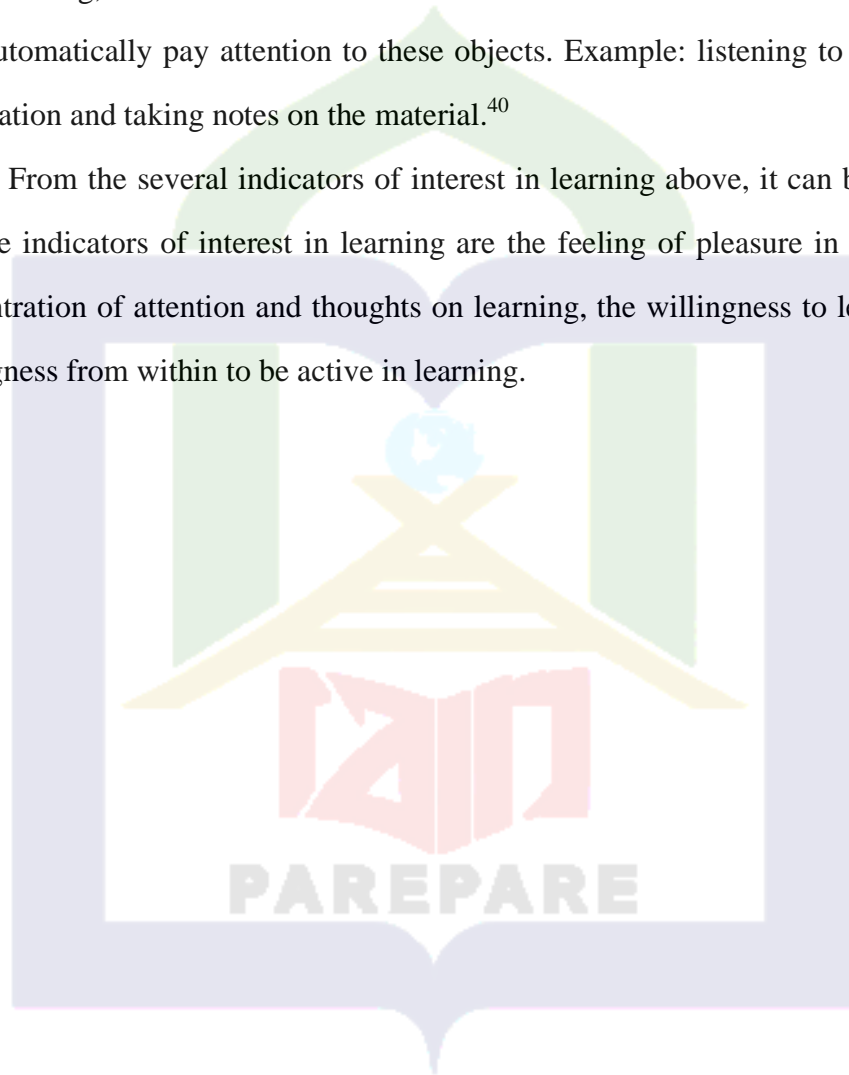 utomatically pay attention to these objects. Example: listening to
ation and taking notes on the material.⁴⁰
From the several indicators of interest in learning above, it can b
e indicators of interest in learning are the feeling of pleasure in
ntration of attention and thoughts on learning, the willingness to l
gness from within to be active in learning.
PAREPARE